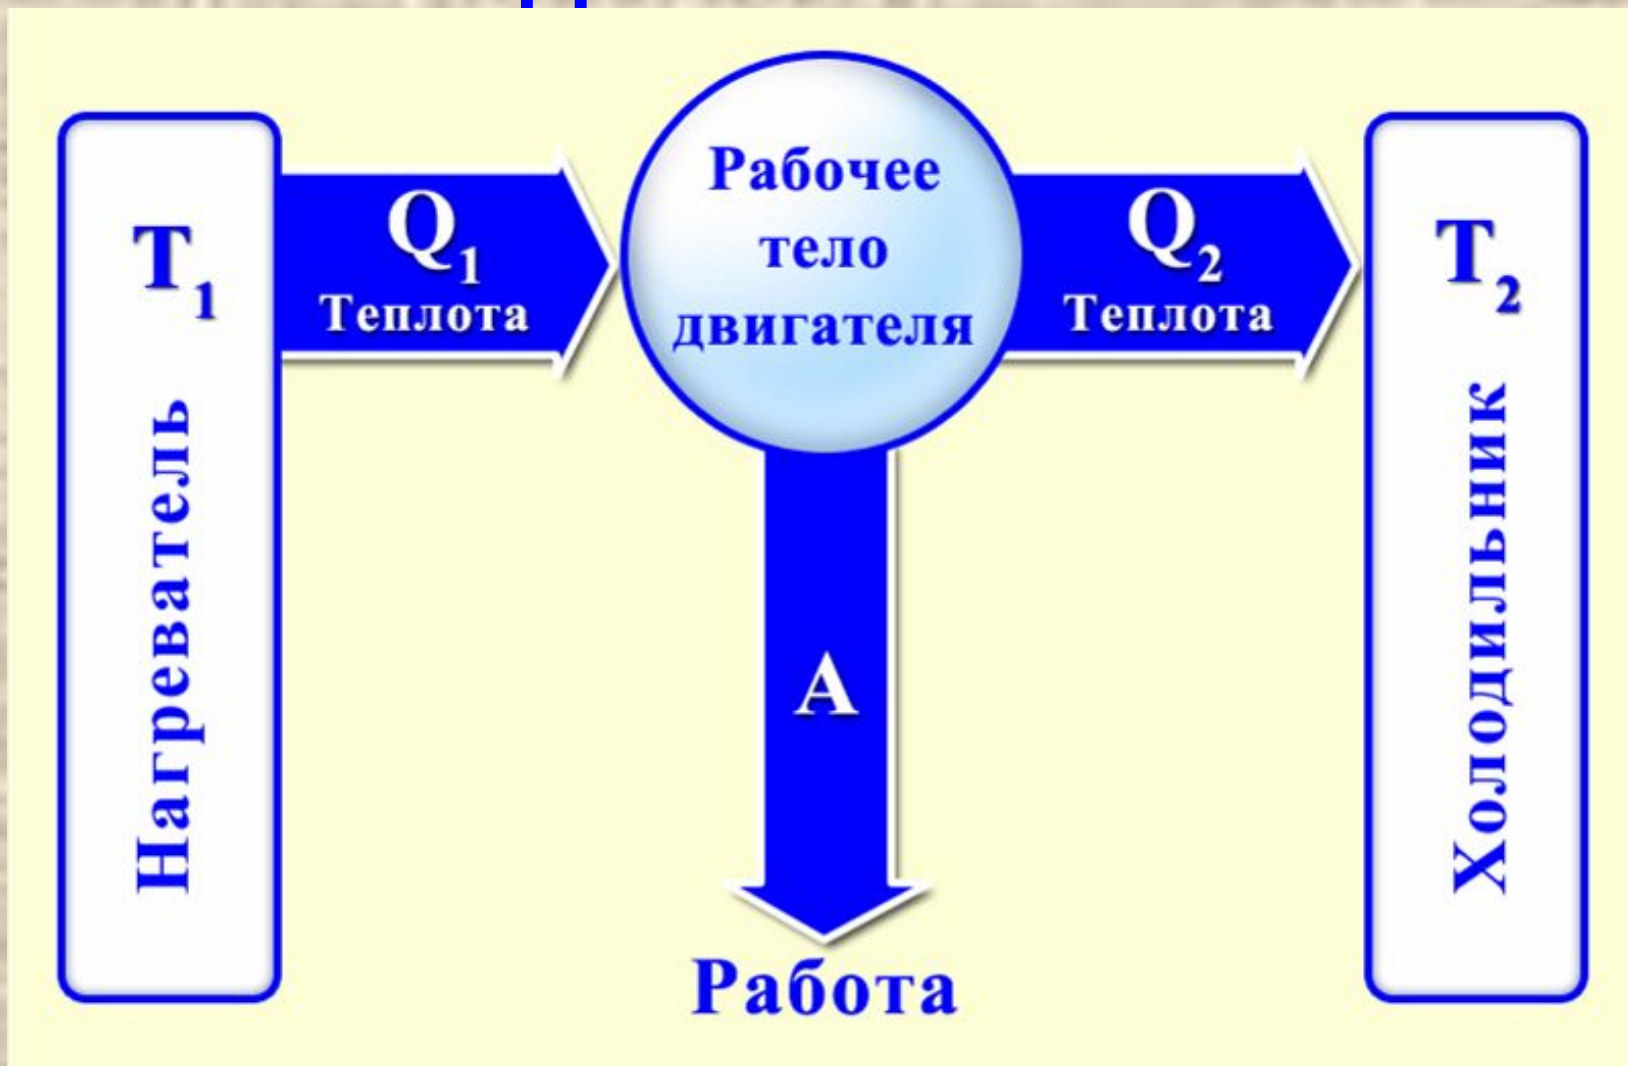 T₁
Нагреватель
Q₁
Теплота
Рабочее
тело
двигателя
Q₂
Теплота
T₂
Холодильник
А
Работа